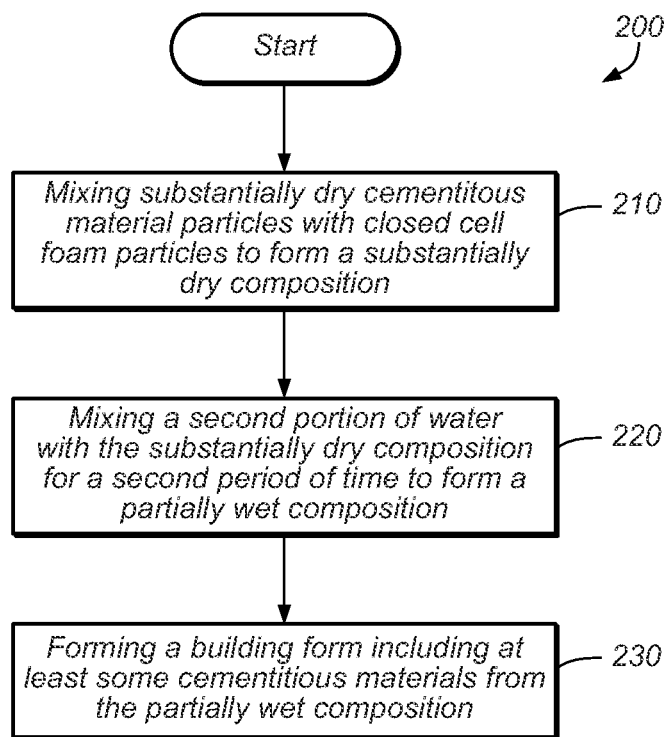 Start
200
Mixing substantially dry cementitous
material particles with closed cell
foam particles to form a substantially
dry composition
210
Mixing a second portion of water
with the substantially dry composition
for a second period of time to form a
partially wet composition
220
Forming a building form including at
least some cementitious materials from
the partially wet composition
230